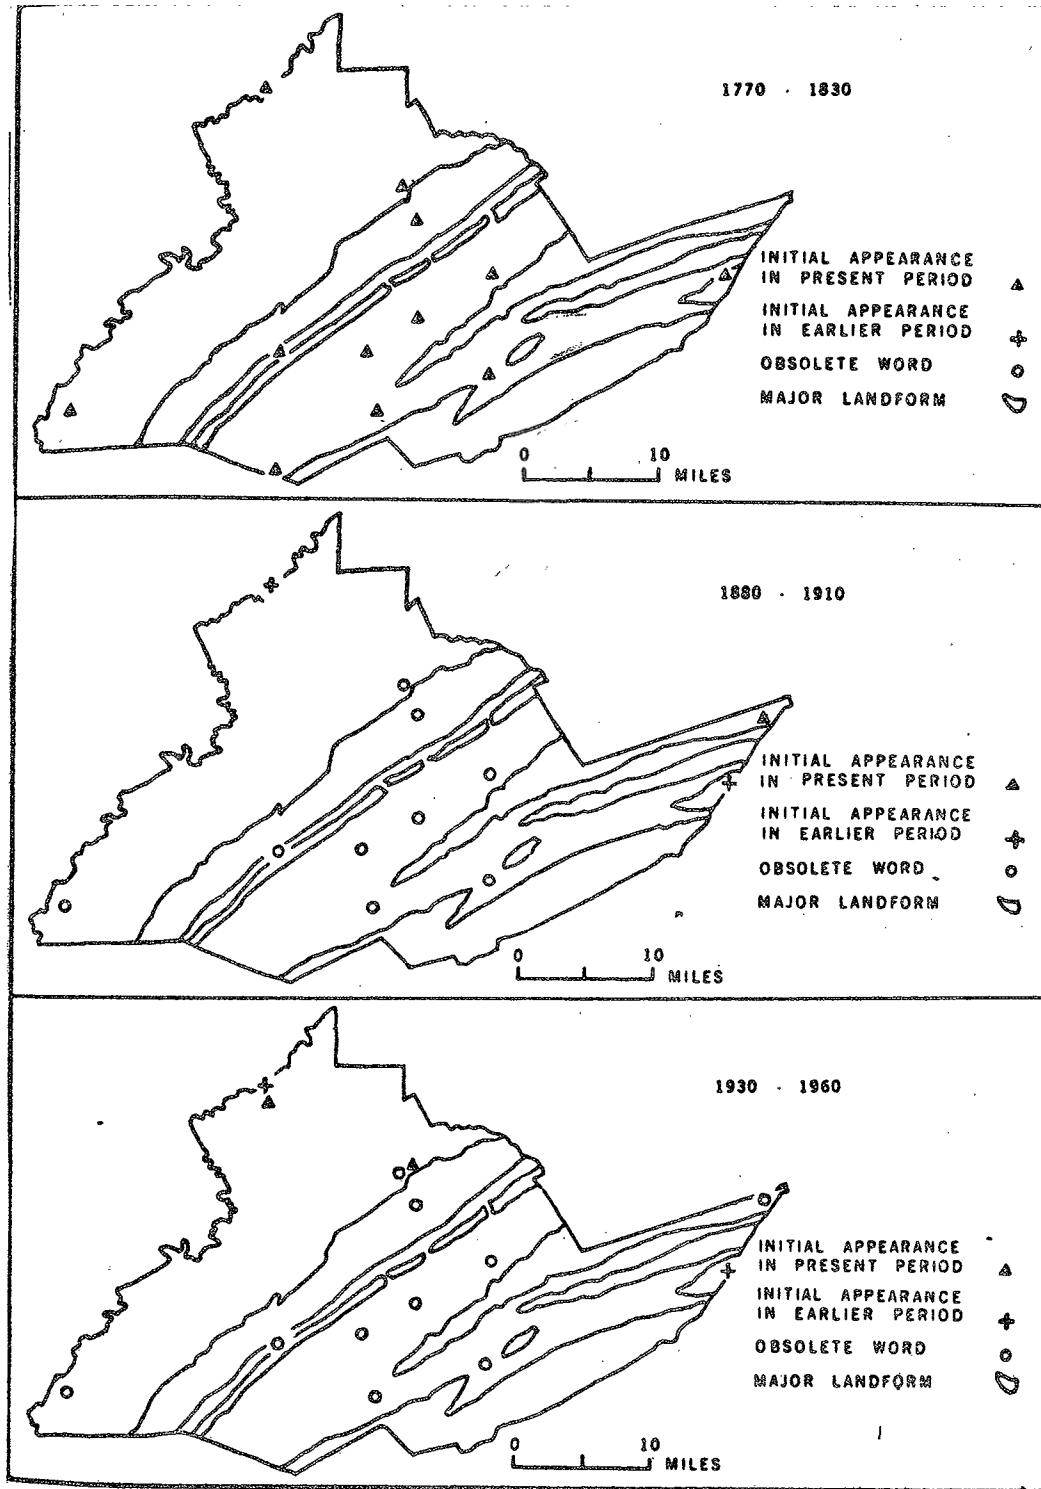 1770 - 1830
INITIAL APPEARANCE
IN PRESENT PERIOD
INITIAL APPEARANCE
IN EARLIER PERIOD
OBSOLETE WORD
MAJOR LANDFORM
0 10
MILES
1880 - 1910
INITIAL APPEARANCE
IN PRESENT PERIOD
INITIAL APPEARANCE
IN EARLIER PERIOD
OBSOLETE WORD
MAJOR LANDFORM
0 10
MILES
1930 - 1960
INITIAL APPEARANCE
IN PRESENT PERIOD
INITIAL APPEARANCE
IN EARLIER PERIOD
OBSOLETE WORD
MAJOR LANDFORM
0 10
MILES